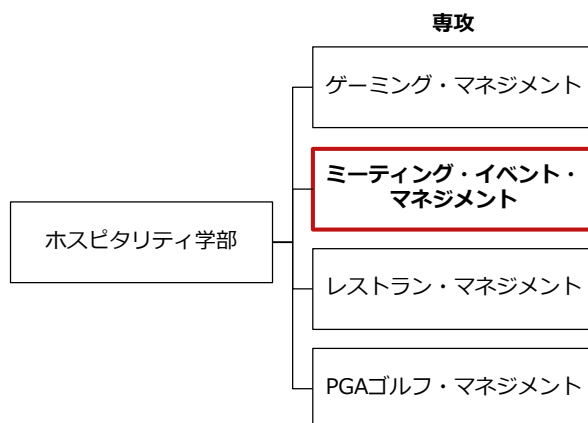 専攻
ゲーミング・マネジメント
ミーティング・イベント・
マネジメント
ホスピタリティ学部
レストラン・マネジメント
PGAゴルフ・マネジメント